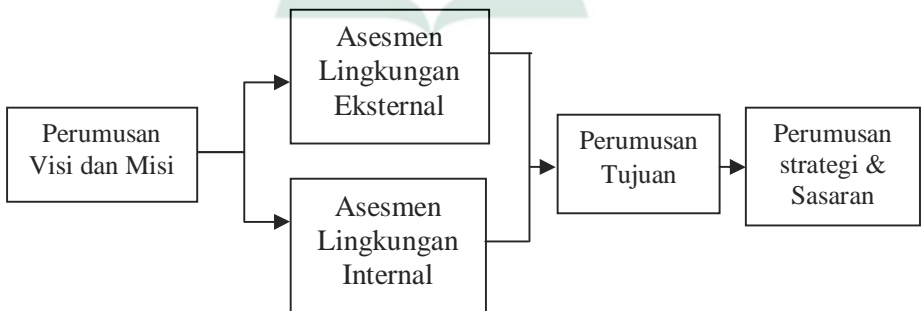 Perumusan
Visi dan Misi
Asesmen
Lingkungan
Eksternal
Asesmen
Lingkungan
Internal
Perumusan
Tujuan
Perumusan
strategi &
Sasaran